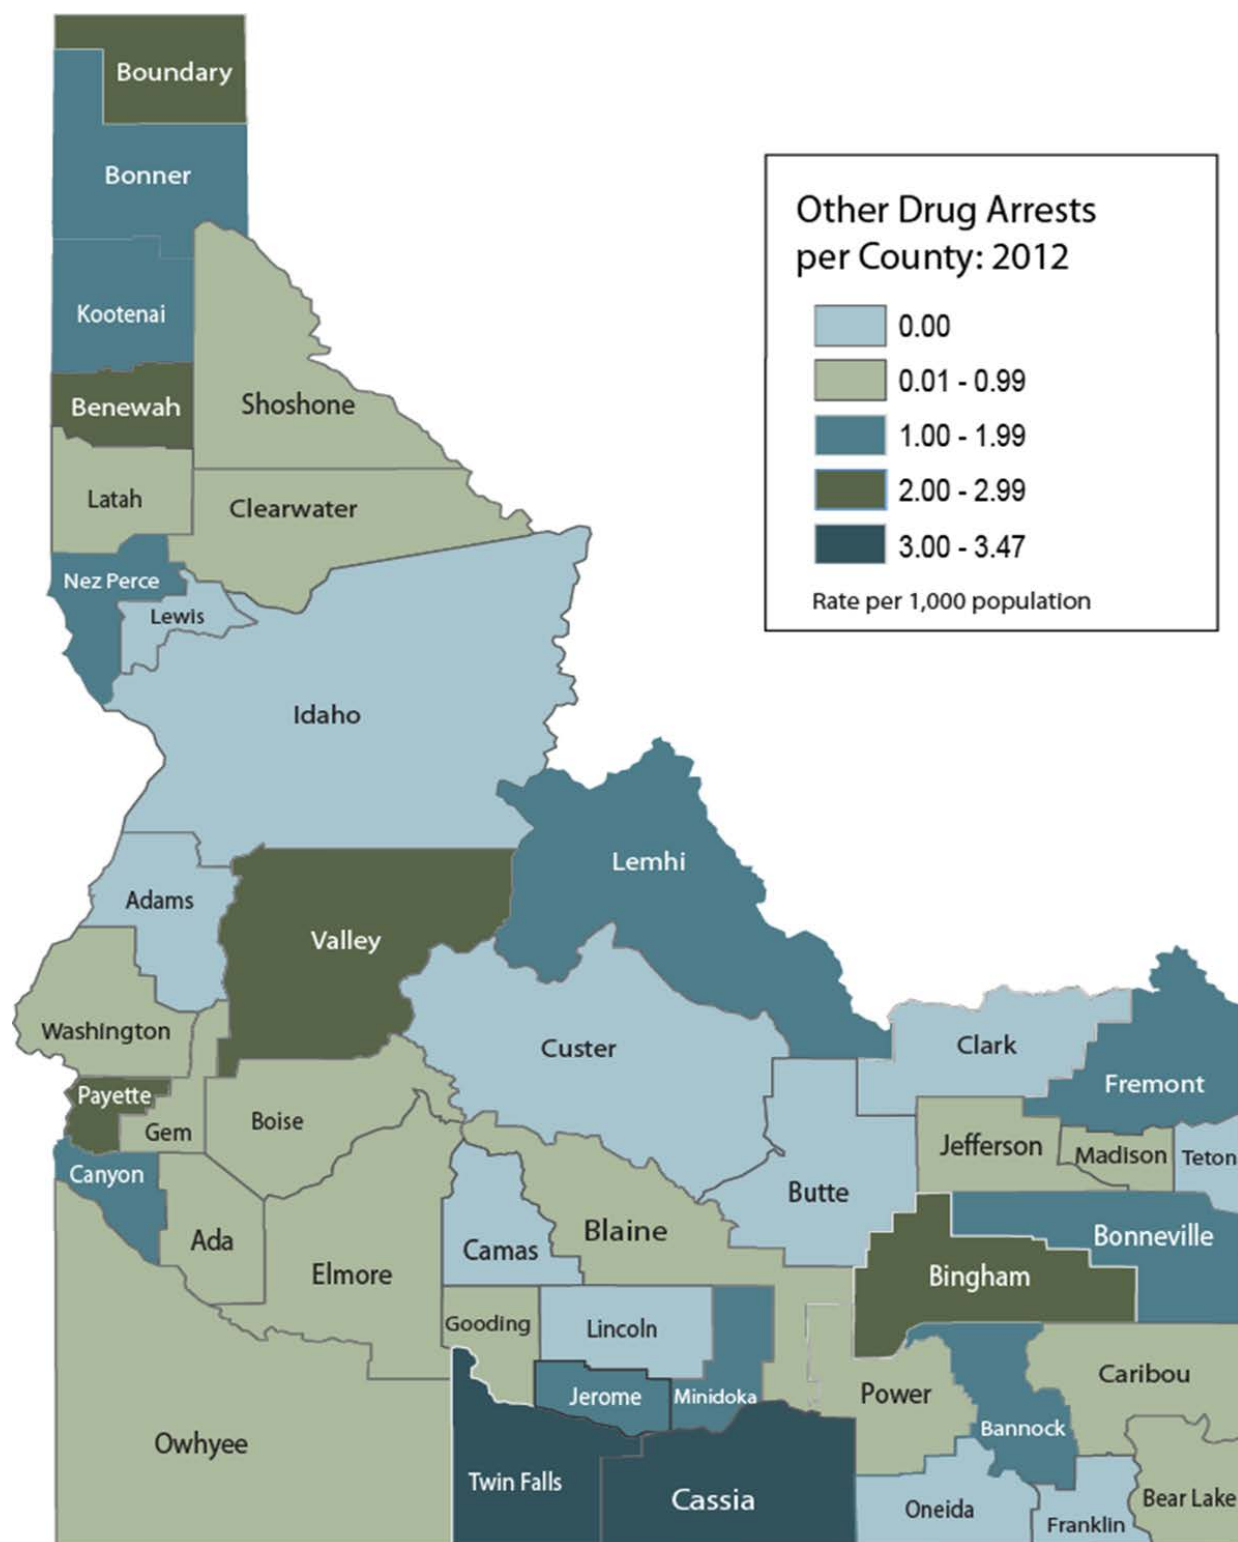 Boundary
Bonner
Other Drug Arrests
per County: 2012
Kootenai
0.00
0.01 - 0.99
Benewah
Shoshone
1.00 - 1.99
Latah
Clearwater
2.00 - 2.99
3.00 - 3.47
Nez Perce
Rate per 1,000 population
Lewis
Idaho
Lemhi
Adams
Valley
Washington
Custer
Clark
Fremont
Payette
Gem
Boise
Jefferson
Madison
Teton
Canyon
Butte
Ada
Blaine
Bonneville
Camas
Elmore
Bingham
Gooding
Lincoln
Caribou
Jerome
Minidoka
Power
Bannock
Owhyee
Twin Falls
Cassia
Oneida
Bear Lake
Franklin